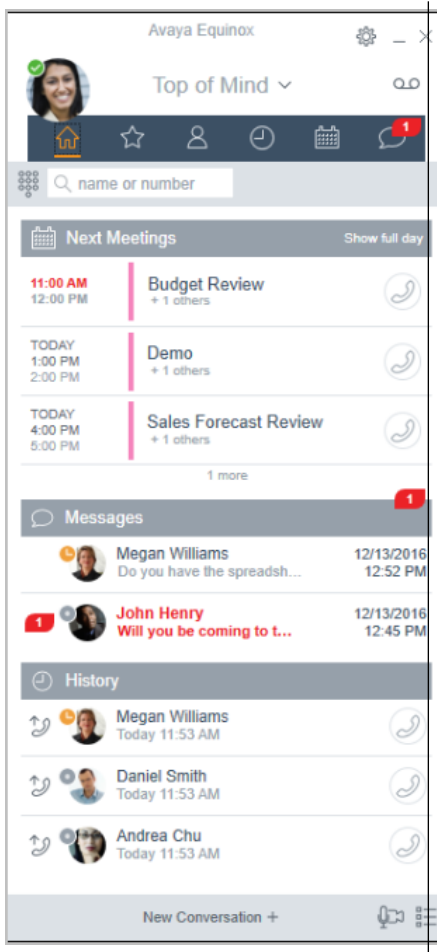 Avaya Equinox
Top of Mind
1
name or number
Next Meetings Show full day
11:00 AM
12:00 PM
Budget Review
+ 1 others
TODAY
1:00 PM
2:00 PM
Demo
+ 1 others
TODAY
4:00 PM
5:00 PM
Sales Forecast Review
+ 1 others
1 more
1
Messages
Megan Williams 12/13/2016
Do you have the spreadsh... 12:52 PM
1
John Henry 12/13/2016
Will you be coming to t... 12:45 PM
History
Megan Williams
Today 11:53 AM
Daniel Smith
Today 11:53 AM
Andrea Chu
Today 11:53 AM
New Conversation +